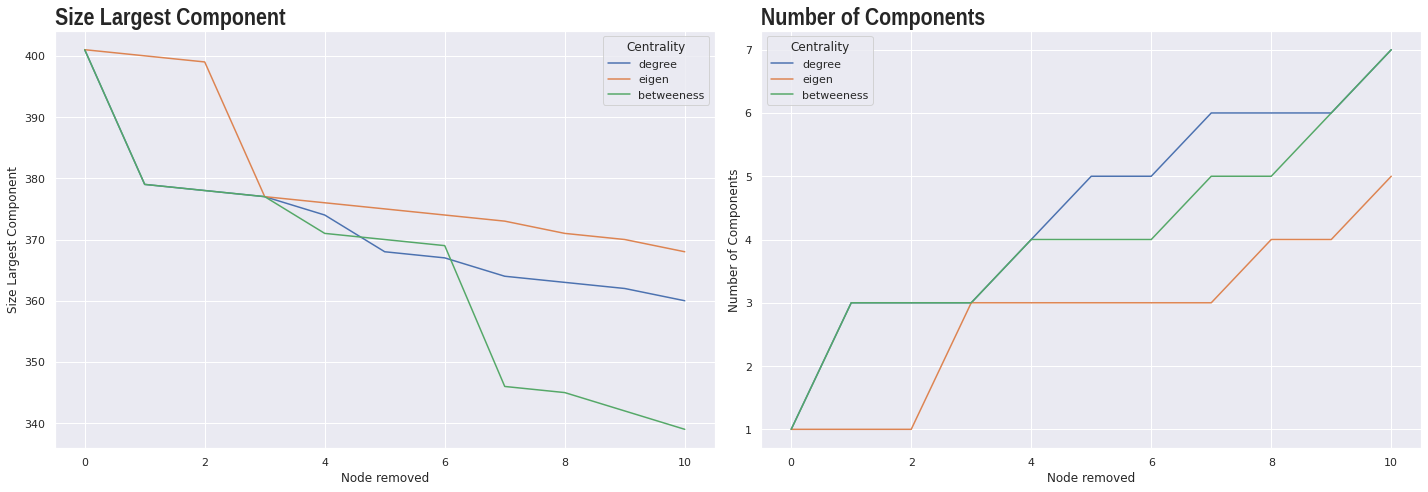 Size Largest Component
Size Largest Component
400
390
380
370
360
350
340
0 2 4 6 8 10
Node removed
Centrality
degree
eigen
betweeness
Number of Components
Number of Components
7
6
5
4
3
2
1
0 2 4 6 8 10
Node removed
Centrality
degree
eigen
betweeness